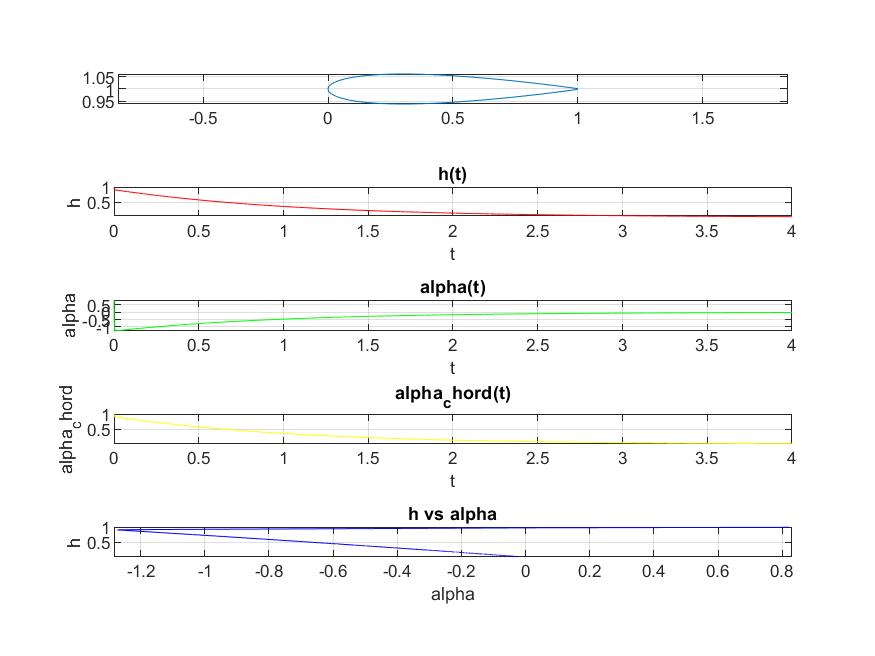 1.05
1
0.95
-0.5 0 0.5 1 1.5
h(t)
1
h
0.5
0 0.5 1 1.5 2 2.5 3 3.5 4
t
alpha(t)
0.5
0
alpha
-0.5
-1
0 0.5 1 1.5 2 2.5 3 3.5 4
t
alpha_chord(t)
1
alpha_chord
0.5
0 0.5 1 1.5 2 2.5 3 3.5 4
t
h vs alpha
1
h
0.5
-1.2 -1 -0.8 -0.6 -0.4 -0.2 0 0.2 0.4 0.6 0.8
alpha